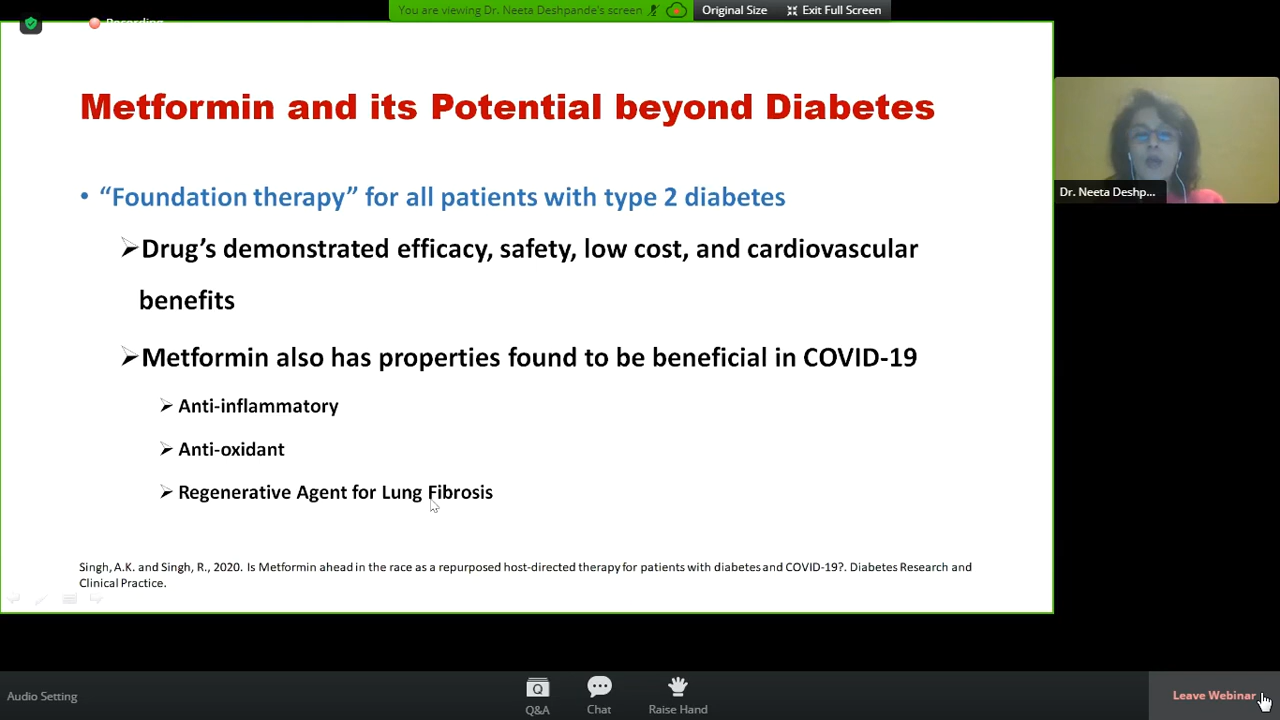 You are viewing Dr. Neeta Deshpande's screen
Original Size
Exit Full Screen
Recording
Metformin and its Potential beyond Diabetes
• “Foundation therapy” for all patients with type 2 diabetes
➢Drug’s demonstrated efficacy, safety, low cost, and cardiovascular
benefits
➢Metformin also has properties found to be beneficial in COVID-19
➢ Anti-inflammatory
➢ Anti-oxidant
➢ Regenerative Agent for Lung Fibrosis
Singh, A.K. and Singh, R., 2020. Is Metformin ahead in the race as a repurposed host-directed therapy for patients with diabetes and COVID-19?. Diabetes Research and
Clinical Practice.
Dr. Neeta Deshp...
Audio Setting
Q
Q&A
Chat
Raise Hand
Leave Webinar